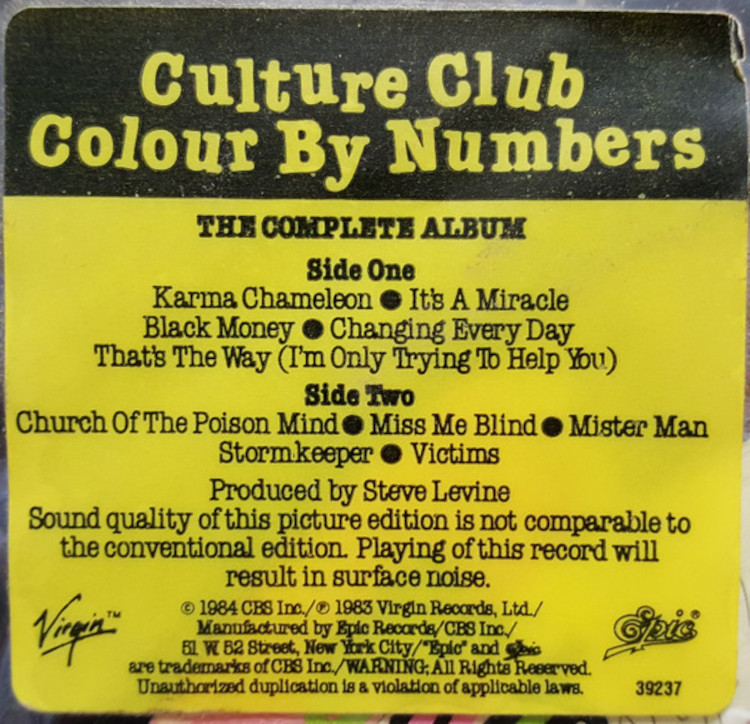 Culture Club
Colour By Numbers
THE COMPLETE ALBUM
Side One
Karma Chameleon ● It's A Miracle
Black Money ● Changing Every Day
That's The Way (I'm Only Trying To Help You)
Side Two
Church Of The Poison Mind ● Miss Me Blind ● Mister Man
Stormkeeper ● Victims
Produced by Steve Levine
Sound quality of this picture edition is not comparable to
the conventional edition. Playing of this record will
result in surface noise.
Virgin™
© 1984 CBS Inc./℗ 1983 Virgin Records, Ltd./
Manufactured by Epic Records/CBS Inc./
51 W. 52 Street, New York City/"Epic" and Epic
are trademarks of CBS Inc./WARNING: All Rights Reserved.
Unauthorized duplication is a violation of applicable laws.
Epic®
39237